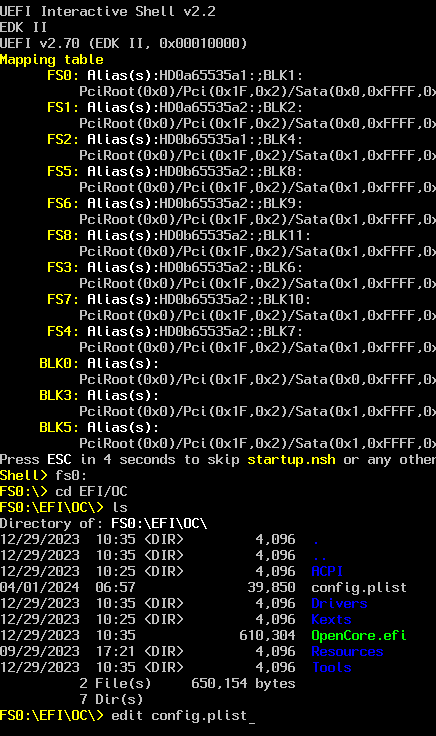 UEFI Interactive Shell v2.2
EDK II
UEFI v2.70 (EDK II, 0x00010000)
Mapping table
FS0: Alias(s):HD0a65535a1:;BLK1:
PciRoot(0x0)/Pci(0x1F,0x2)/Sata(0x0,0xFFFF,0x
FS1: Alias(s):HD0a65535a2:;BLK2:
PciRoot(0x0)/Pci(0x1F,0x2)/Sata(0x0,0xFFFF,0x
FS2: Alias(s):HD0b65535a1:;BLK4:
PciRoot(0x0)/Pci(0x1F,0x2)/Sata(0x1,0xFFFF,0x
FS5: Alias(s):HD0b65535a2:;BLK8:
PciRoot(0x0)/Pci(0x1F,0x2)/Sata(0x1,0xFFFF,0x
FS6: Alias(s):HD0b65535a2:;BLK9:
PciRoot(0x0)/Pci(0x1F,0x2)/Sata(0x1,0xFFFF,0x
FS8: Alias(s):HD0b65535a2:;BLK11:
PciRoot(0x0)/Pci(0x1F,0x2)/Sata(0x1,0xFFFF,0x
FS3: Alias(s):HD0b65535a2:;BLK6:
PciRoot(0x0)/Pci(0x1F,0x2)/Sata(0x1,0xFFFF,0x
FS7: Alias(s):HD0b65535a2:;BLK10:
PciRoot(0x0)/Pci(0x1F,0x2)/Sata(0x1,0xFFFF,0x
FS4: Alias(s):HD0b65535a2:;BLK7:
PciRoot(0x0)/Pci(0x1F,0x2)/Sata(0x1,0xFFFF,0x
BLK0: Alias(s):
PciRoot(0x0)/Pci(0x1F,0x2)/Sata(0x0,0xFFFF,0x
BLK3: Alias(s):
PciRoot(0x0)/Pci(0x1F,0x2)/Sata(0x1,0xFFFF,0x
BLK5: Alias(s):
PciRoot(0x0)/Pci(0x1F,0x2)/Sata(0x1,0xFFFF,0x
Press ESC in 4 seconds to skip startup.nsh or any other
Shell> fs0:
FS0:\> cd EFI/OC
FS0:\EFI\OC\> ls
Directory of: FS0:\EFI\OC\
12/29/2023 10:35 <DIR> 4,096 .
12/29/2023 10:35 <DIR> 4,096 ..
12/29/2023 10:25 <DIR> 4,096 ACPI
04/01/2024 06:57 39,850 config.plist
12/29/2023 10:35 <DIR> 4,096 Drivers
12/29/2023 10:25 <DIR> 4,096 Kexts
12/29/2023 10:35 610,304 OpenCore.efi
09/29/2023 17:21 <DIR> 4,096 Resources
12/29/2023 10:35 <DIR> 4,096 Tools
2 File(s) 650,154 bytes
7 Dir(s)
FS0:\EFI\OC\> edit config.plist_